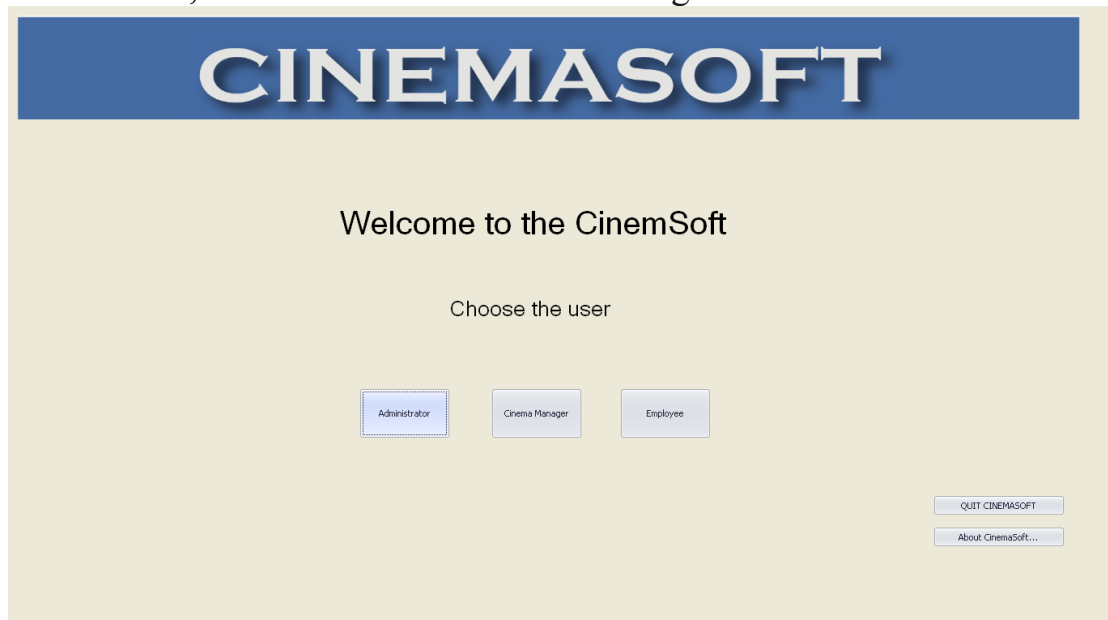 CINEMASOFT
Welcome to the CinemSoft
Choose the user
Administrator
Cinema Manager
Employee
QUIT CINEMASOFT
About CinemaSoft...